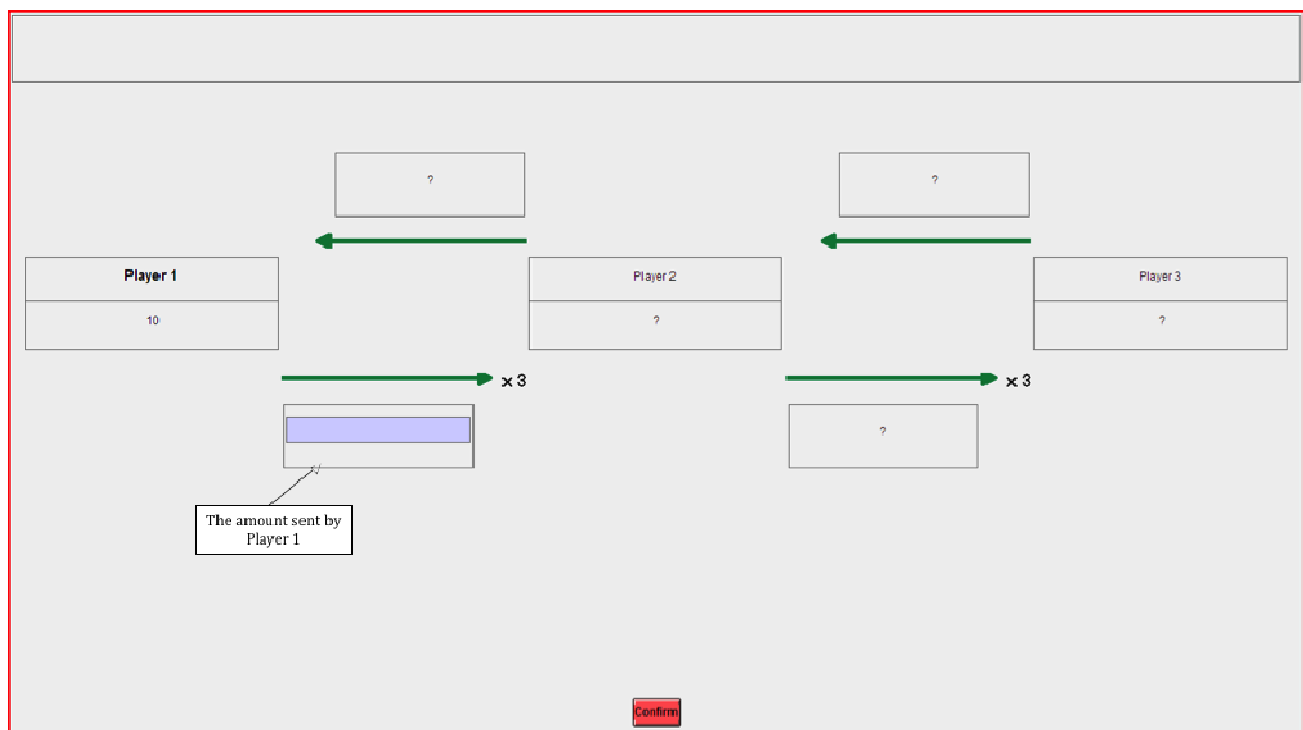 ?
?
Player 1
Player 2
Player 3
10
?
?
x 3
x 3
?
The amount sent by
Player 1
Confirm